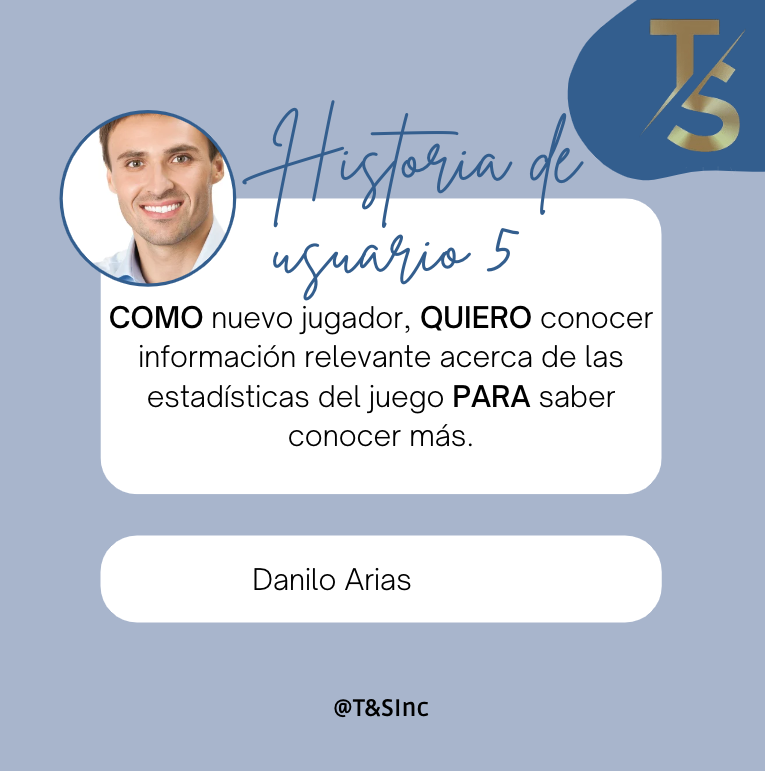 T/S
Historia de
usuario 5
COMO nuevo jugador, QUIERO conocer
información relevante acerca de las
estadísticas del juego PARA saber
conocer más.
Danilo Arias
@T&SInc